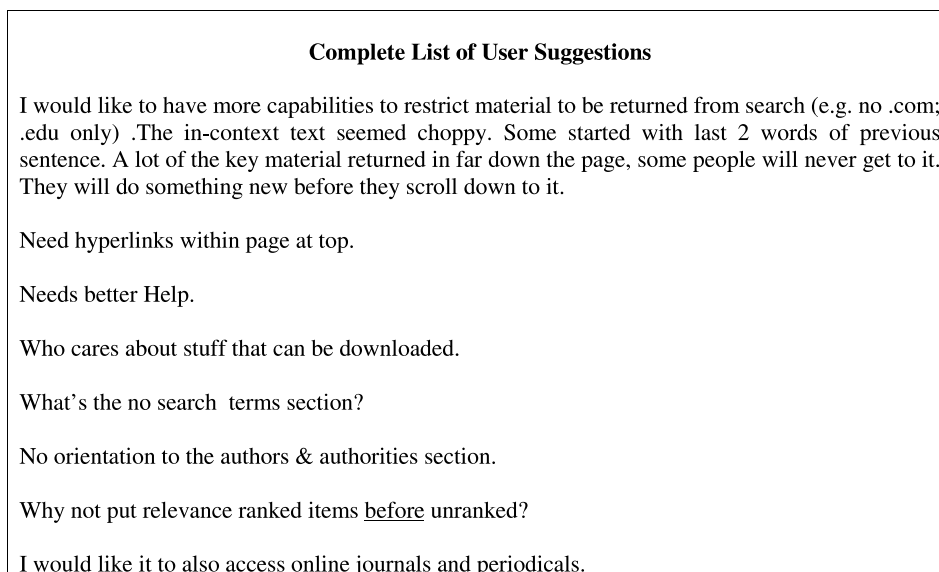 Complete List of User Suggestions
I would like to have more capabilities to restrict material to be returned from search (e.g. no .com;
.edu only) .The in-context text seemed choppy. Some started with last 2 words of previous
sentence. A lot of the key material returned in far down the page, some people will never get to it.
They will do something new before they scroll down to it.
Need hyperlinks within page at top.
Needs better Help.
Who cares about stuff that can be downloaded.
What’s the no search  terms section?
No orientation to the authors & authorities section.
Why not put relevance ranked items before unranked?
I would like it to also access online journals and periodicals.